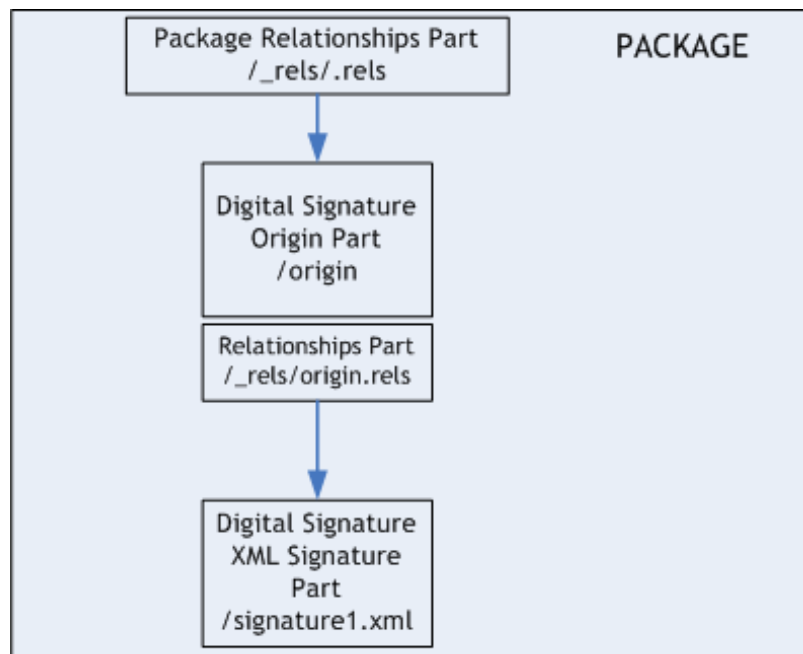 Package Relationships Part
/_rels/.rels
PACKAGE
Digital Signature
Origin Part
/origin
Relationships Part
/_rels/origin.rels
Digital Signature
XML Signature
Part
/signature1.xml